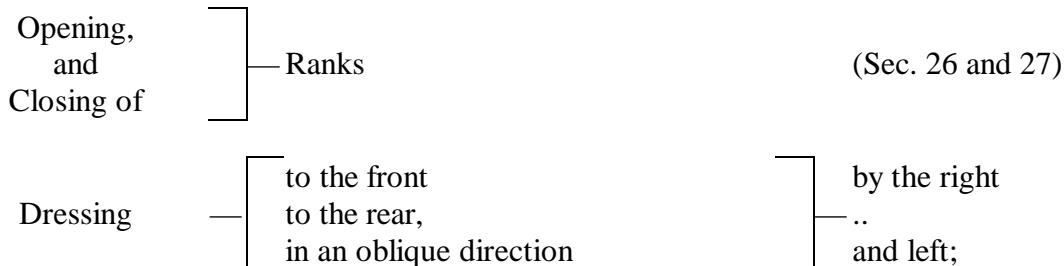 Opening,
and
Closing of
Ranks
(Sec. 26 and 27)
Dressing
to the front
to the rear,
in an oblique direction
by the right
..
and left;